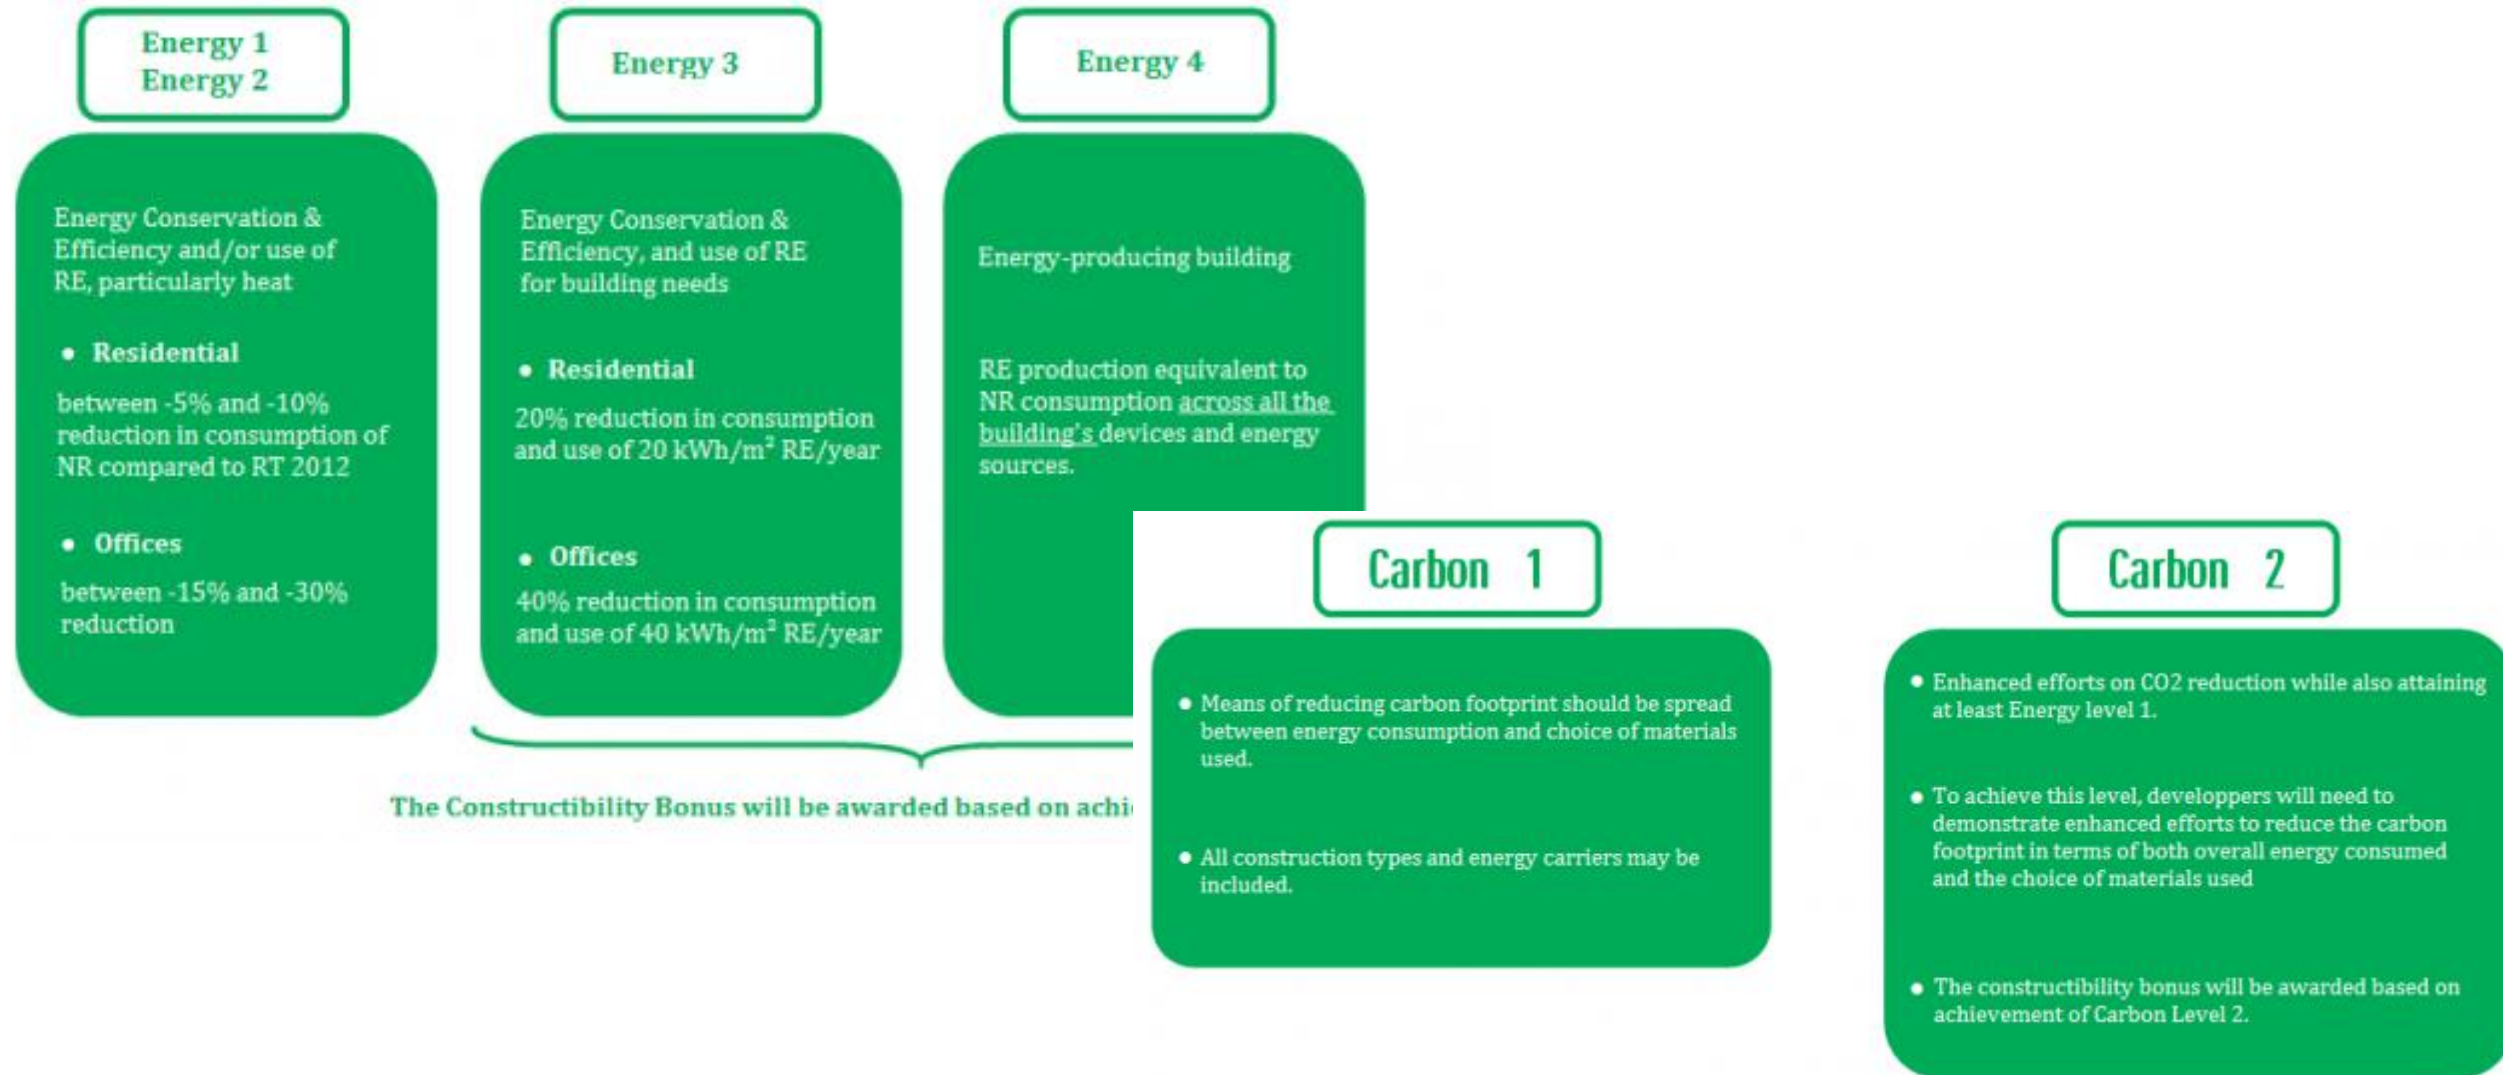 Energy 1
Energy 2
Energy Conservation &
Efficiency and/or use of
RE, particularly heat
• Residential
between -5% and -10%
reduction in consumption of
NR compared to RT 2012
• Offices
between -15% and -30%
reduction
Energy 3
Energy Conservation &
Efficiency, and use of RE
for building needs
• Residential
20% reduction in consumption
and use of 20 kWh/m² RE/year
• Offices
40% reduction in consumption
and use of 40 kWh/m² RE/year
Energy 4
Energy-producing building
RE production equivalent to
NR consumption across all the
building's devices and energy
sources.
The Constructibility Bonus will be awarded based on achi
Carbon 1
• Means of reducing carbon footprint should be spread
between energy consumption and choice of materials
used.
• All construction types and energy carriers may be
included.
Carbon 2
• Enhanced efforts on CO2 reduction while also attaining
at least Energy level 1.
• To achieve this level, developpers will need to
demonstrate enhanced efforts to reduce the carbon
footprint in terms of both overall energy consumed
and the choice of materials used
• The constructibility bonus will be awarded based on
achievement of Carbon Level 2.